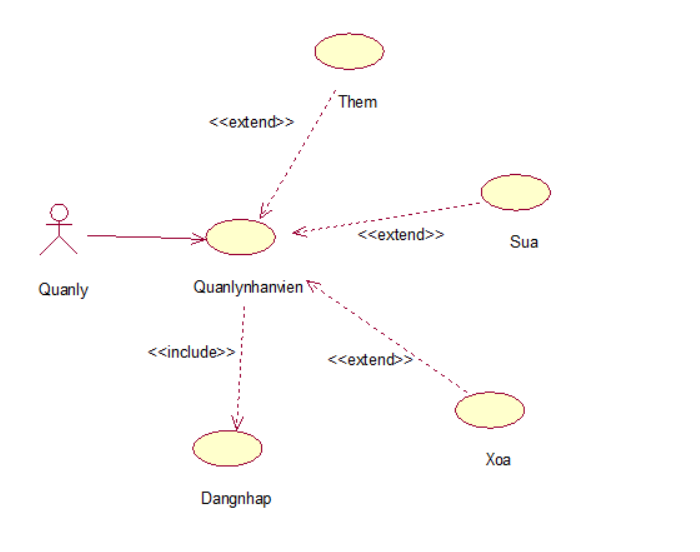 Them
<<extend>>
<<extend>>
Sua
Quanly
Quanlynhanvien
<<include>>
<<extend>>
Xoa
Dangnhap